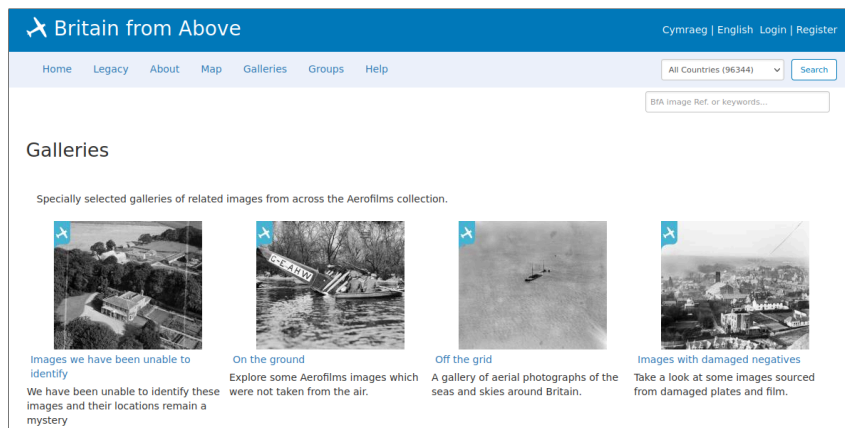 Britain from Above
Cymraeg | English Login | Register
Home Legacy About Map Galleries Groups Help
All Countries (96344) Search
BfA image Ref. or keywords...
Galleries
Specially selected galleries of related images from across the Aerofilms collection.
G-EAHW
Images we have been unable to
identify
We have been unable to identify these
images and their locations remain a
mystery
On the ground
Explore some Aerofilms images which
were not taken from the air.
Off the grid
A gallery of aerial photographs of the
seas and skies around Britain.
Images with damaged negatives
Take a look at some images sourced
from damaged plates and film.